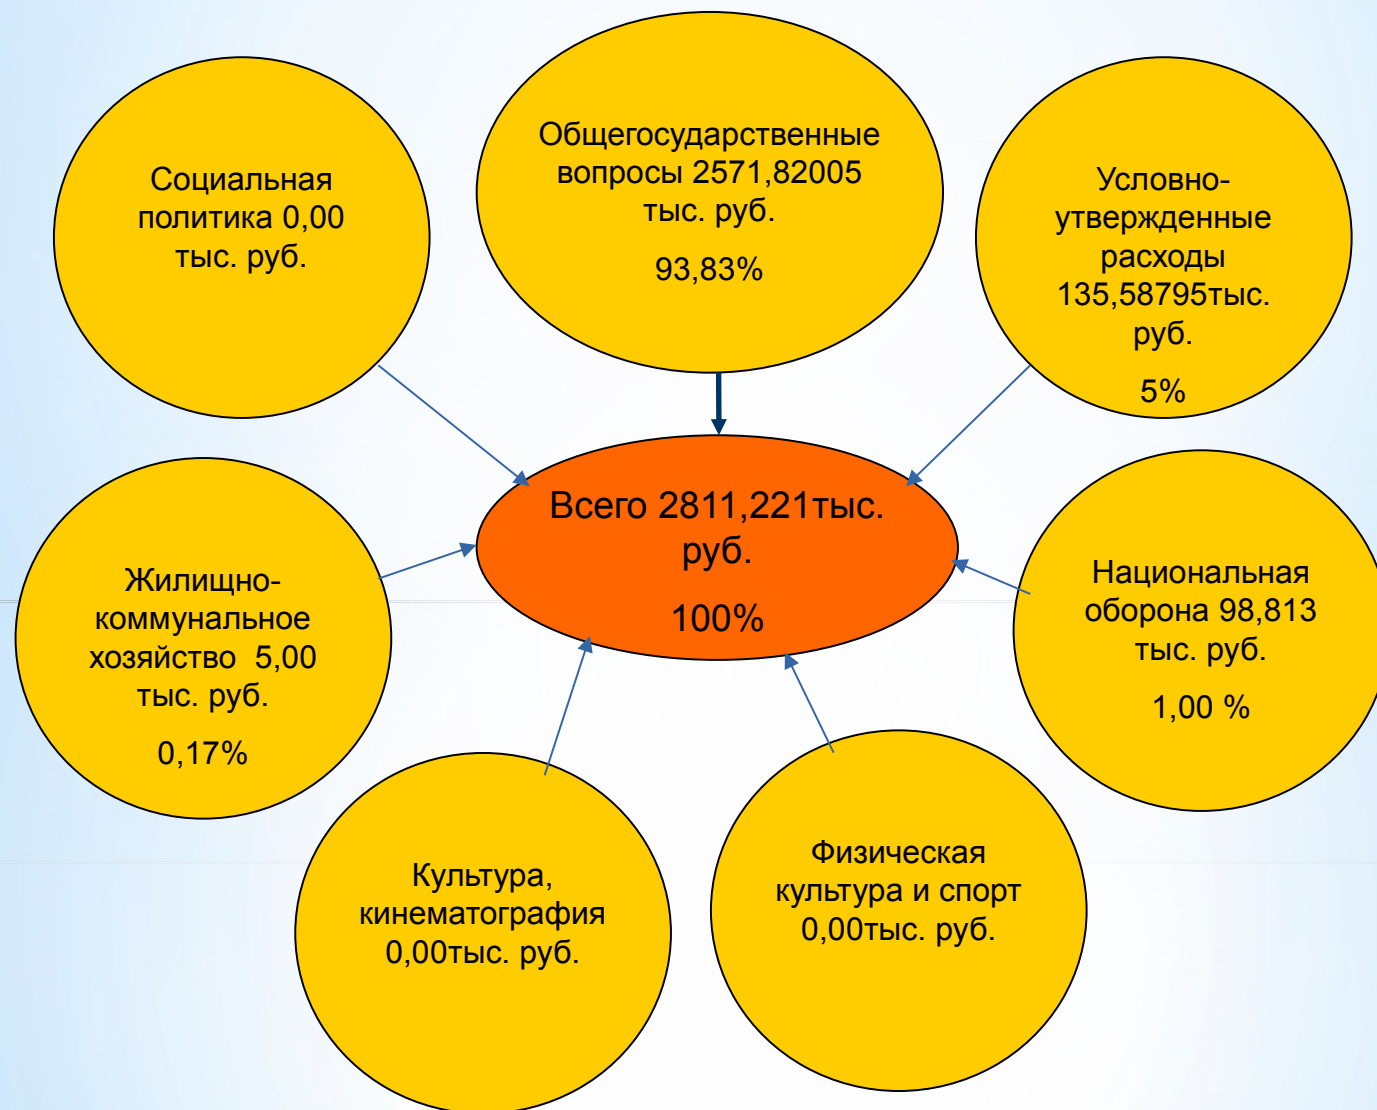 Социальная
политика 0,00
тыс. руб.
Общегосударственные
вопросы 2571,82005
тыс. руб.
93,83%
Условно-
утвержденные
расходы
135,58795тыс.
руб.
5%
Всего 2811,221тыс.
руб.
100%
Жилищно-
коммунальное
хозяйство  5,00
тыс. руб.
0,17%
Национальная
оборона 98,813
тыс. руб.
1,00 %
Культура,
кинематография
0,00тыс. руб.
Физическая
культура и спорт
0,00тыс. руб.